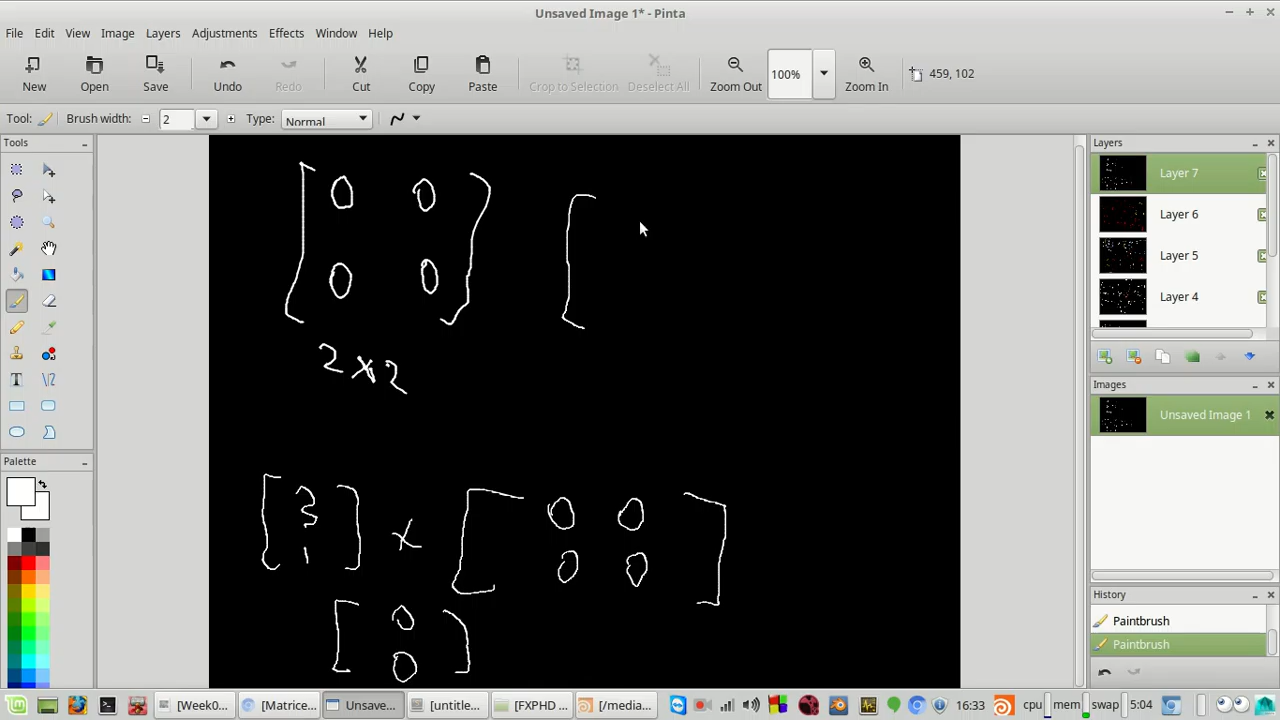 Unsaved Image 1* - Pinta
File Edit View Image Layers Adjustments Effects Window Help
New Open Save Undo Redo Cut Copy Paste Crop to Selection Deselect All Zoom Out 100% Zoom In 459, 102
Tool: Brush width: 2 Type: Normal
Tools
Palette
0 0
0 0
2 x 2
3
1
x
0 0
0 0
0
0
Layers
Layer 7
Layer 6
Layer 5
Layer 4
Images
Unsaved Image 1
History
Paintbrush
Paintbrush
[Week0... [Matrice... Unsave... [untitle... [FXPHD ... [/media... 16:33 cpu mem swap 5:04